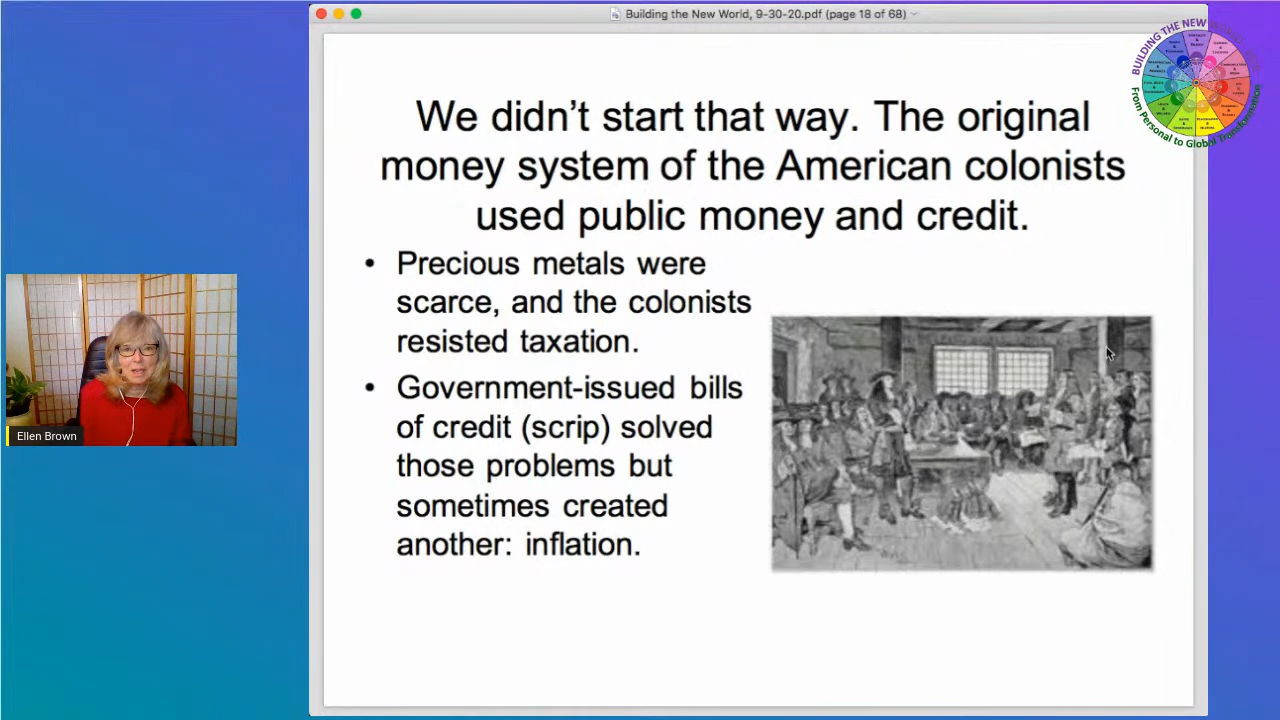 Building the New World, 9-30-20.pdf (page 18 of 68)
BUILDING THE NEW WORLD
From Personal to Global Transformation
We didn’t start that way. The original
money system of the American colonists
used public money and credit.
• Precious metals were
scarce, and the colonists
resisted taxation.
• Government-issued bills
of credit (scrip) solved
those problems but
sometimes created
another: inflation.
Ellen Brown